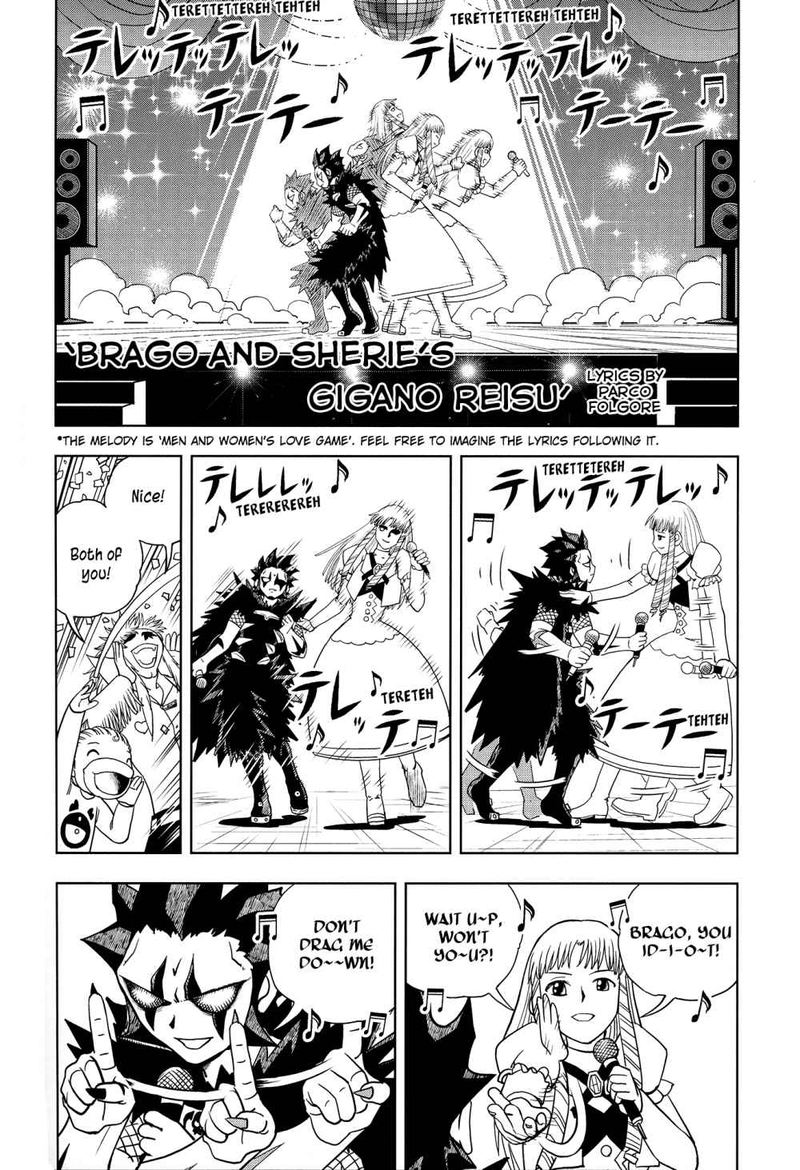 テレッテッテレッ
TERETTETTEREH TEHTEH
テーテー
テレッテッテレッ
TERETTETTEREH TEHTEH
テーテー
'BRAGO AND SHERIE'S
GIGANO REISU'
LYRICS BY
PARCO
FOLGORE
*THE MELODY IS 'MEN AND WOMEN'S LOVE GAME'. FEEL FREE TO IMAGINE THE LYRICS FOLLOWING IT.
テレッテッテレッ
TERETTETEREH
テーテー
TEHTEH
テレレレッ
TEREREREREH
テレッ
テー
TERETEH
Nice!
Both of
you!
BRAGO, YOU
ID-I-O-T!
WAIT U~P,
WON'T
YO~U?!
DON'T
DRAG ME
DO~~WN!